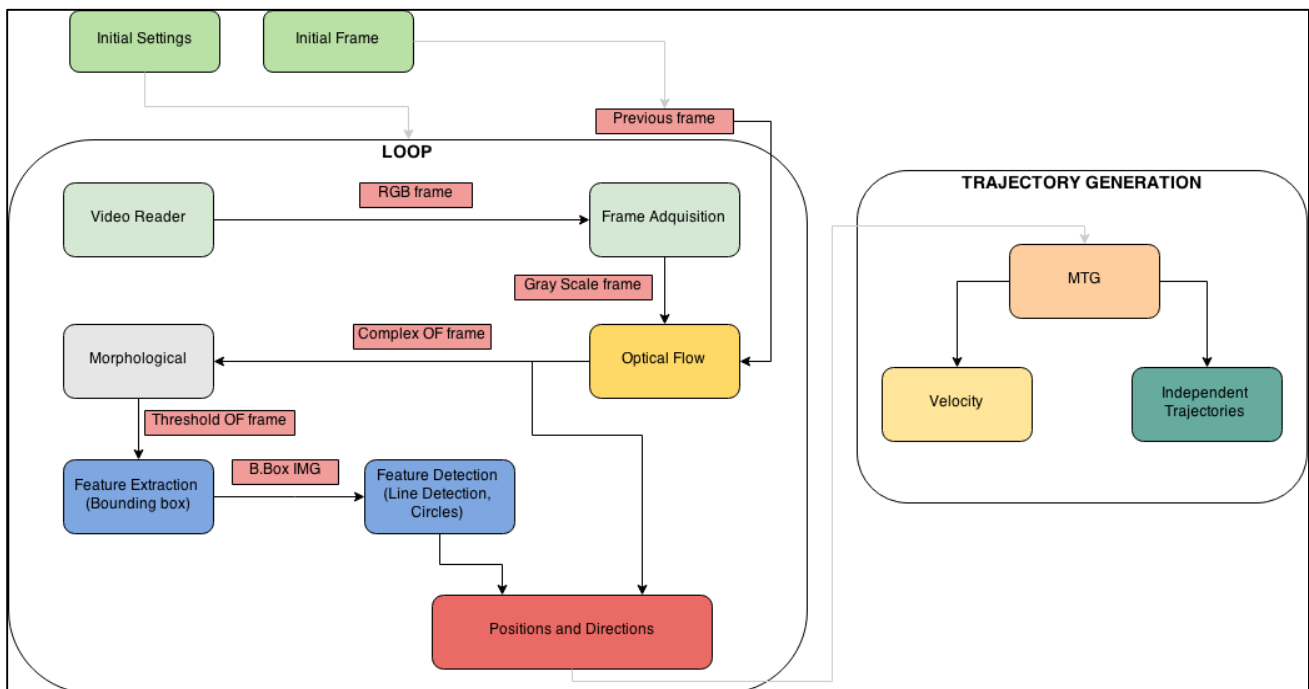 Initial Settings
Initial Frame
Previous frame
LOOP
RGB frame
Video Reader
Frame Adquisition
Gray Scale frame
Complex OF frame
Morphological
Optical Flow
Threshold OF frame
B.Box IMG
Feature Extraction
(Bounding box)
Feature Detection
(Line Detection,
Circles)
Positions and Directions
TRAJECTORY GENERATION
MTG
Velocity
Independent
Trajectories